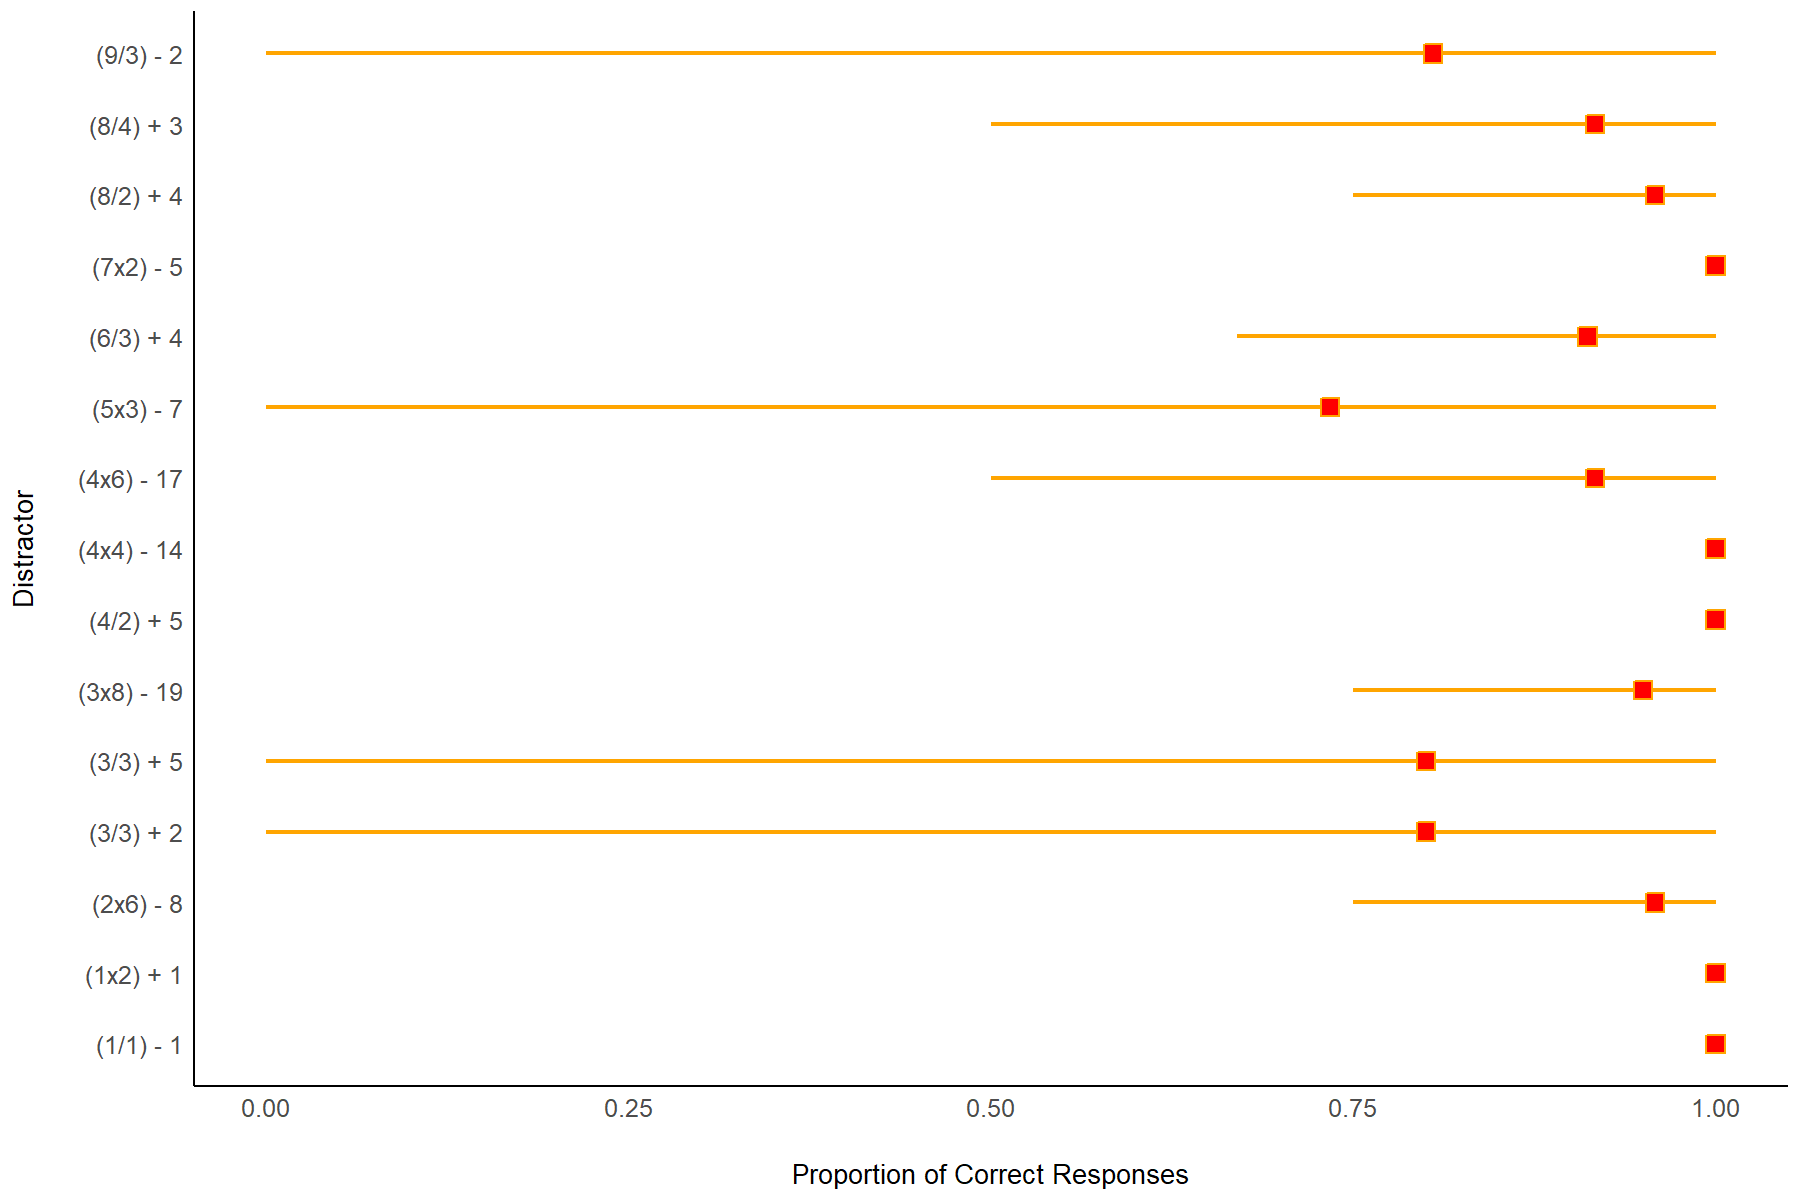 (9/3) - 2
(8/4) + 3
(8/2) + 4
(7x2) - 5
(6/3) + 4
(5x3) - 7
(4x6) - 17
(4x4) - 14
(4/2) + 5
(3x8) - 19
(3/3) + 5
(3/3) + 2
(2x6) - 8
(1x2) + 1
(1/1) - 1
Distractor
0.00 0.25 0.50 0.75 1.00
Proportion of Correct Responses